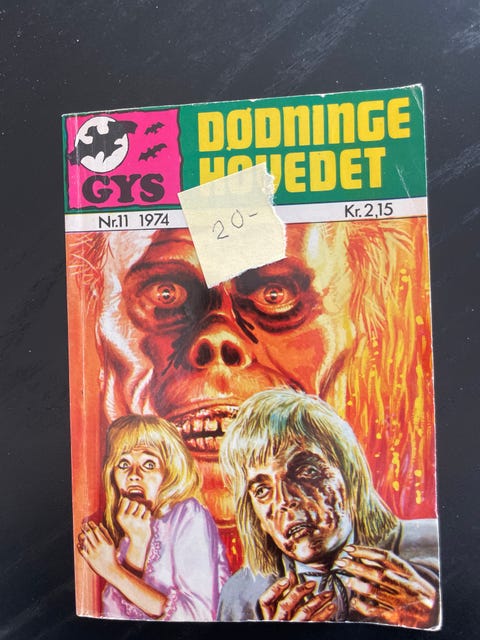 DØDNINGE
HOVEDET
GYS
Nr.11 1974
Kr.2,15
20-